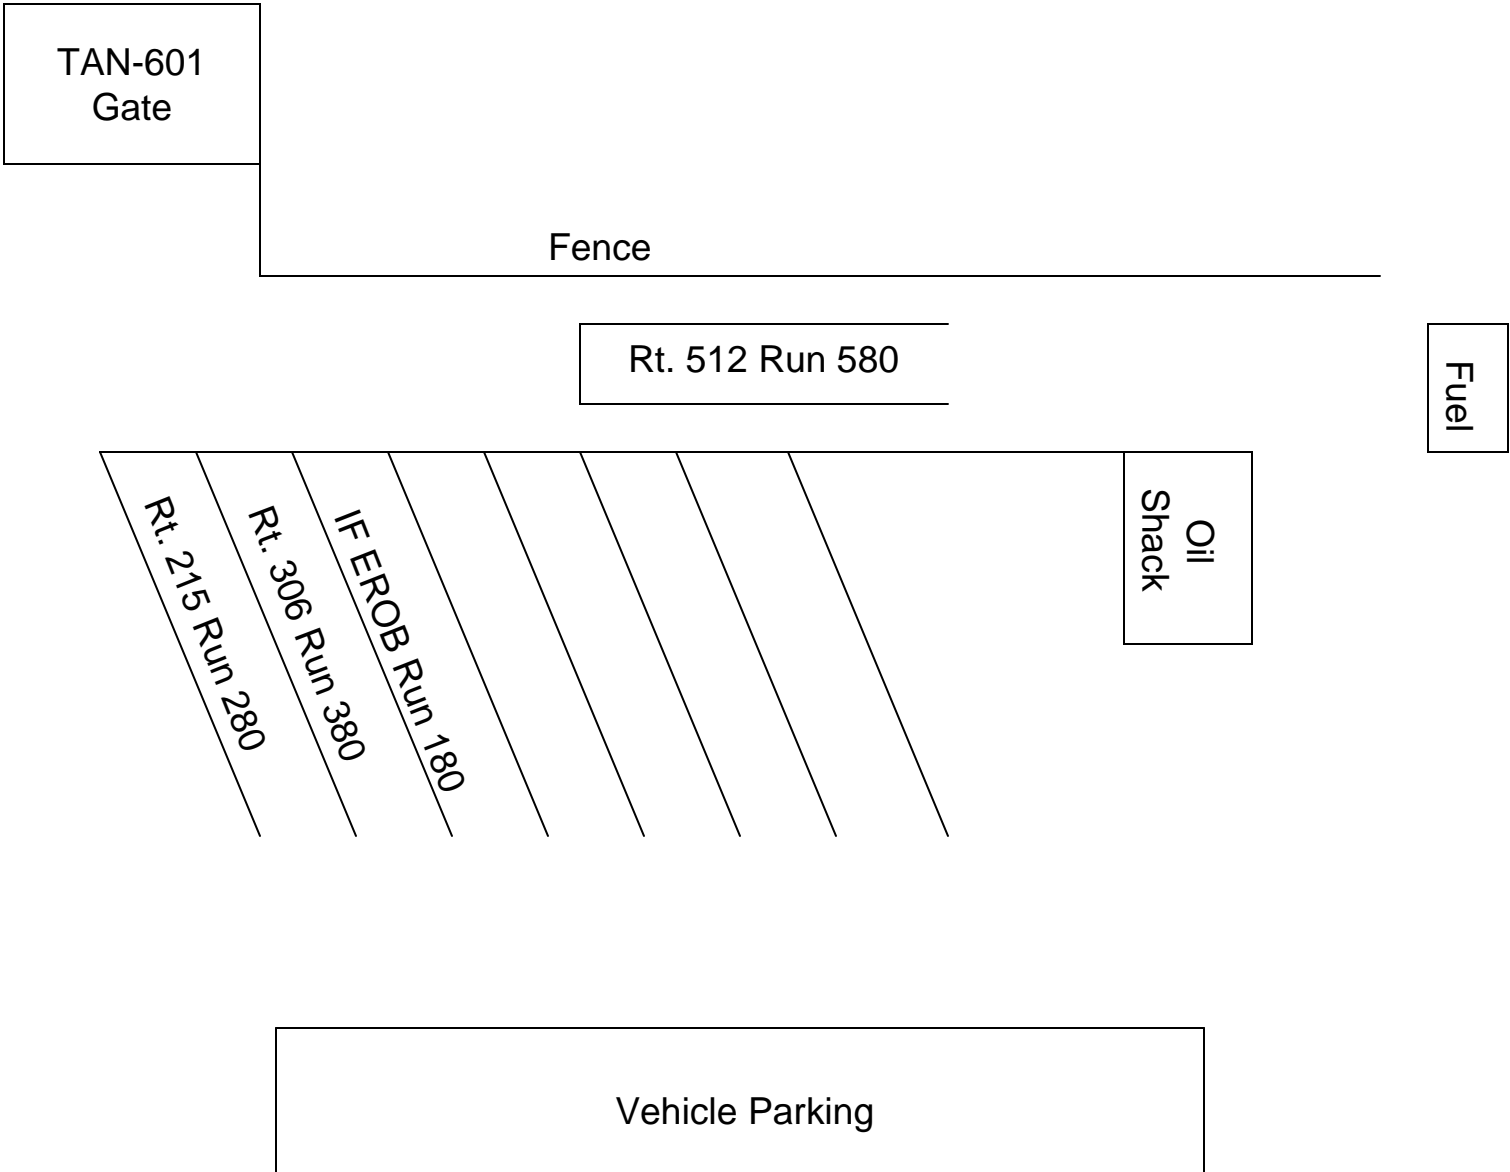 TAN-601
Gate
Fence
Rt. 512 Run 580
Fuel
Rt. 215 Run 280
Rt. 306 Run 380
IF EROB Run 180
Oil
Shack
Vehicle Parking